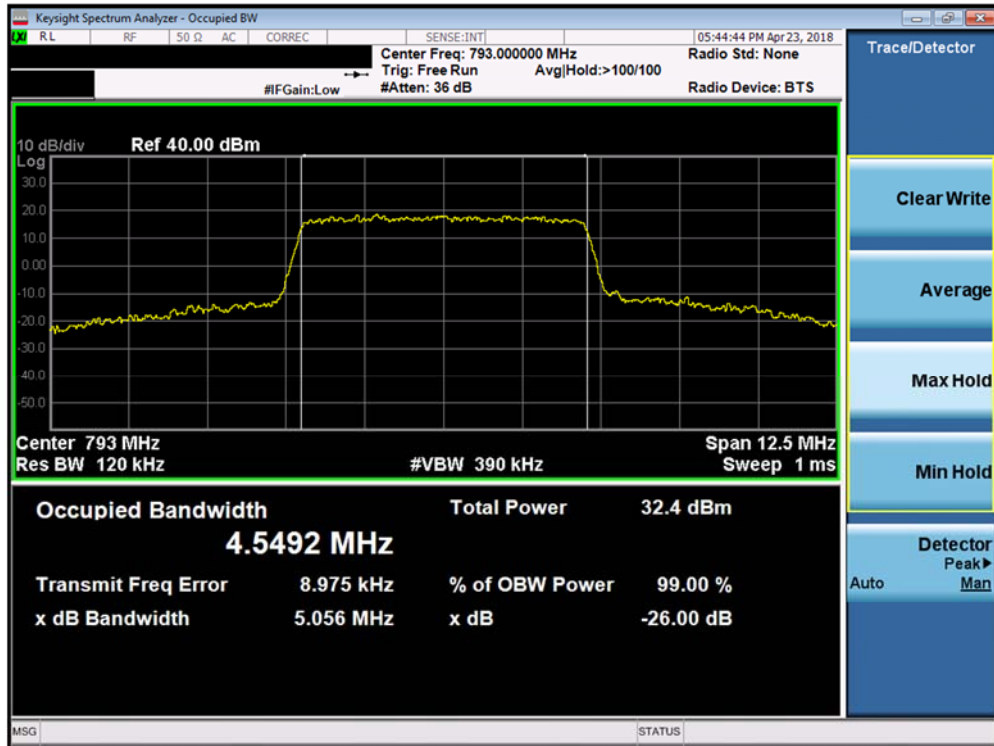 Keysight Spectrum Analyzer - Occupied BW
LXI RL RF 50 Ω AC CORREC SENSE:INT 05:44:44 PM Apr 23, 2018
Center Freq: 793.000000 MHz Radio Std: None
Trig: Free Run Avg|Hold:>100/100
#IFGain:Low #Atten: 36 dB Radio Device: BTS
10 dB/div Ref 40.00 dBm
Log
30.0
20.0
10.0
0.00
-10.0
-20.0
-30.0
-40.0
-50.0
Center 793 MHz Span 12.5 MHz
Res BW 120 kHz #VBW 390 kHz Sweep 1 ms
Occupied Bandwidth Total Power 32.4 dBm
4.5492 MHz
Transmit Freq Error 8.975 kHz % of OBW Power 99.00 %
x dB Bandwidth 5.056 MHz x dB -26.00 dB
MSG STATUS
Trace/Detector
Clear Write
Average
Max Hold
Min Hold
Detector
Peak▶
Auto Man